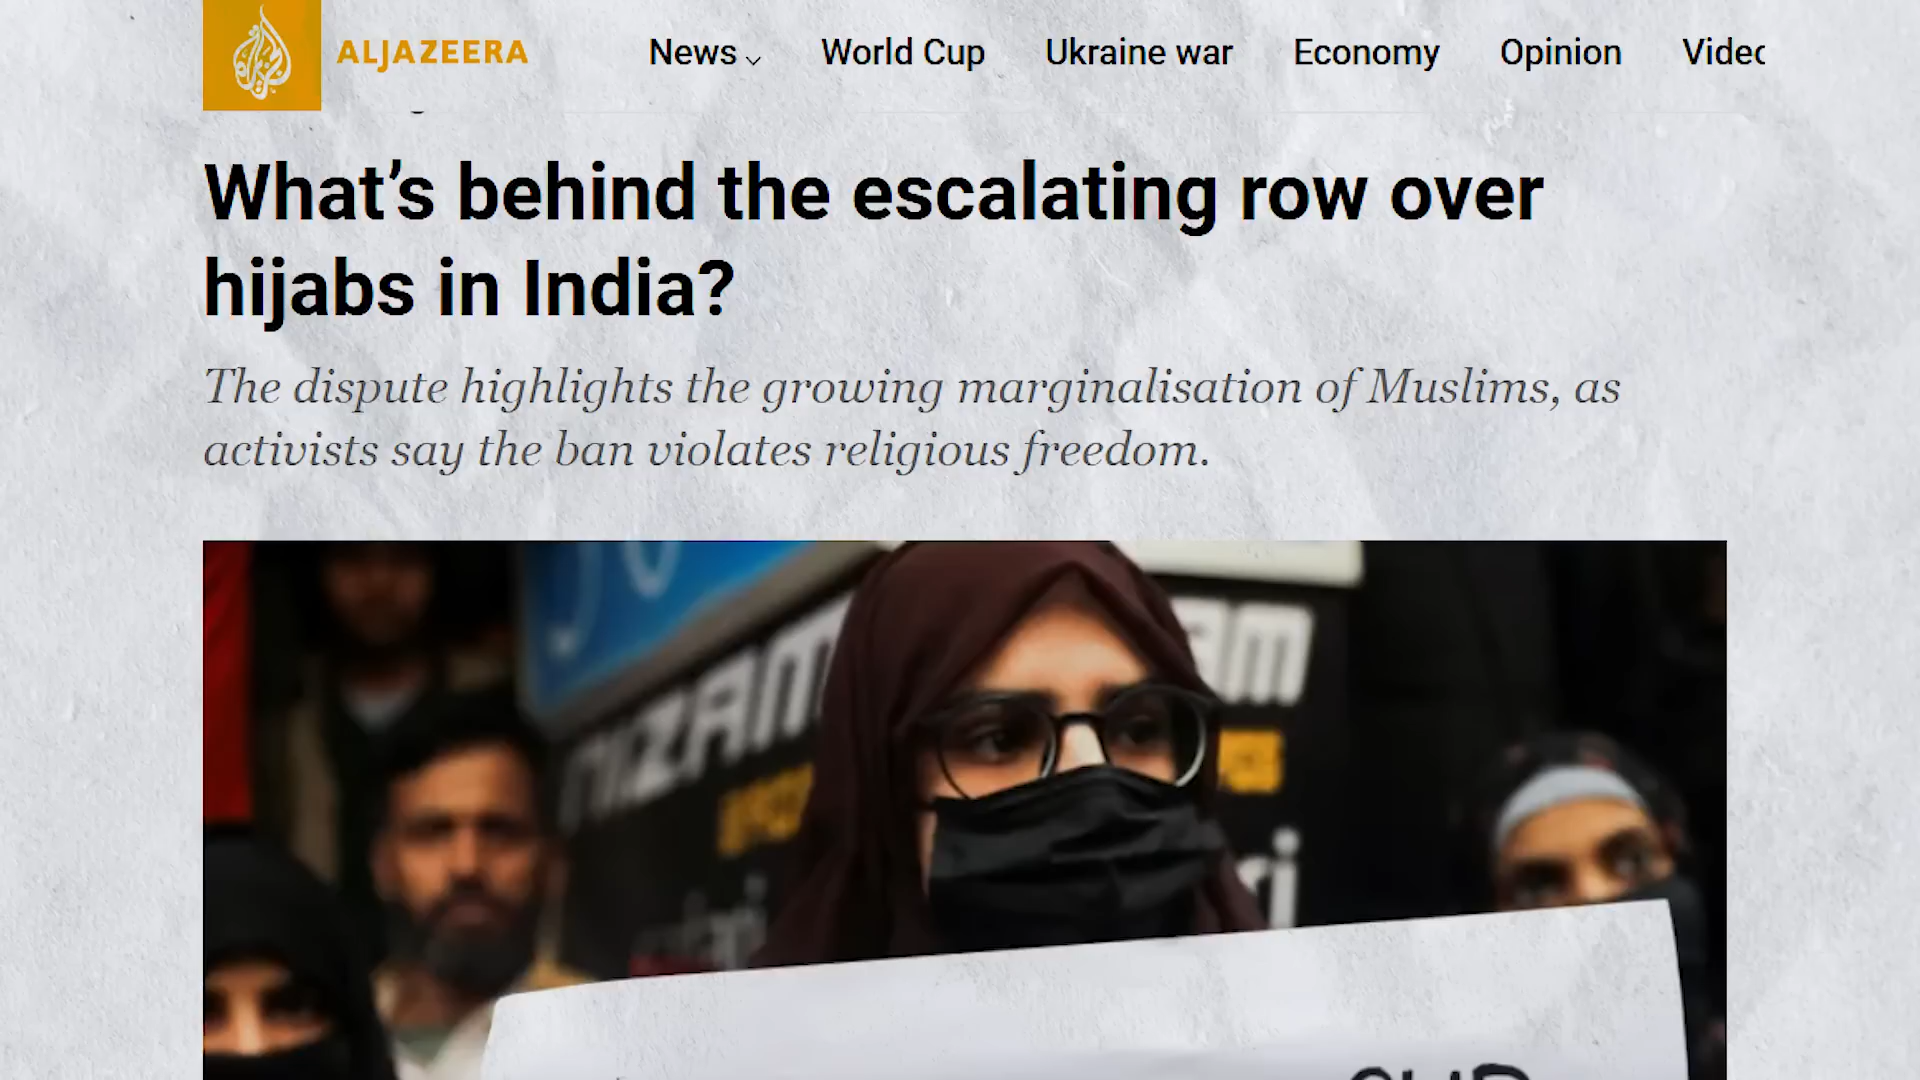 ALJAZEERA
News World Cup Ukraine war Economy Opinion
What’s behind the escalating row over
hijabs in India?
The dispute highlights the growing marginalisation of Muslims, as
activists say the ban violates religious freedom.
NIZAM